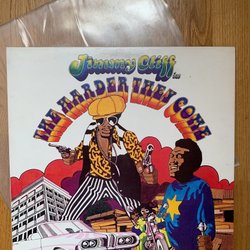 Jimmy Cliff in
THE HARDER THEY COME